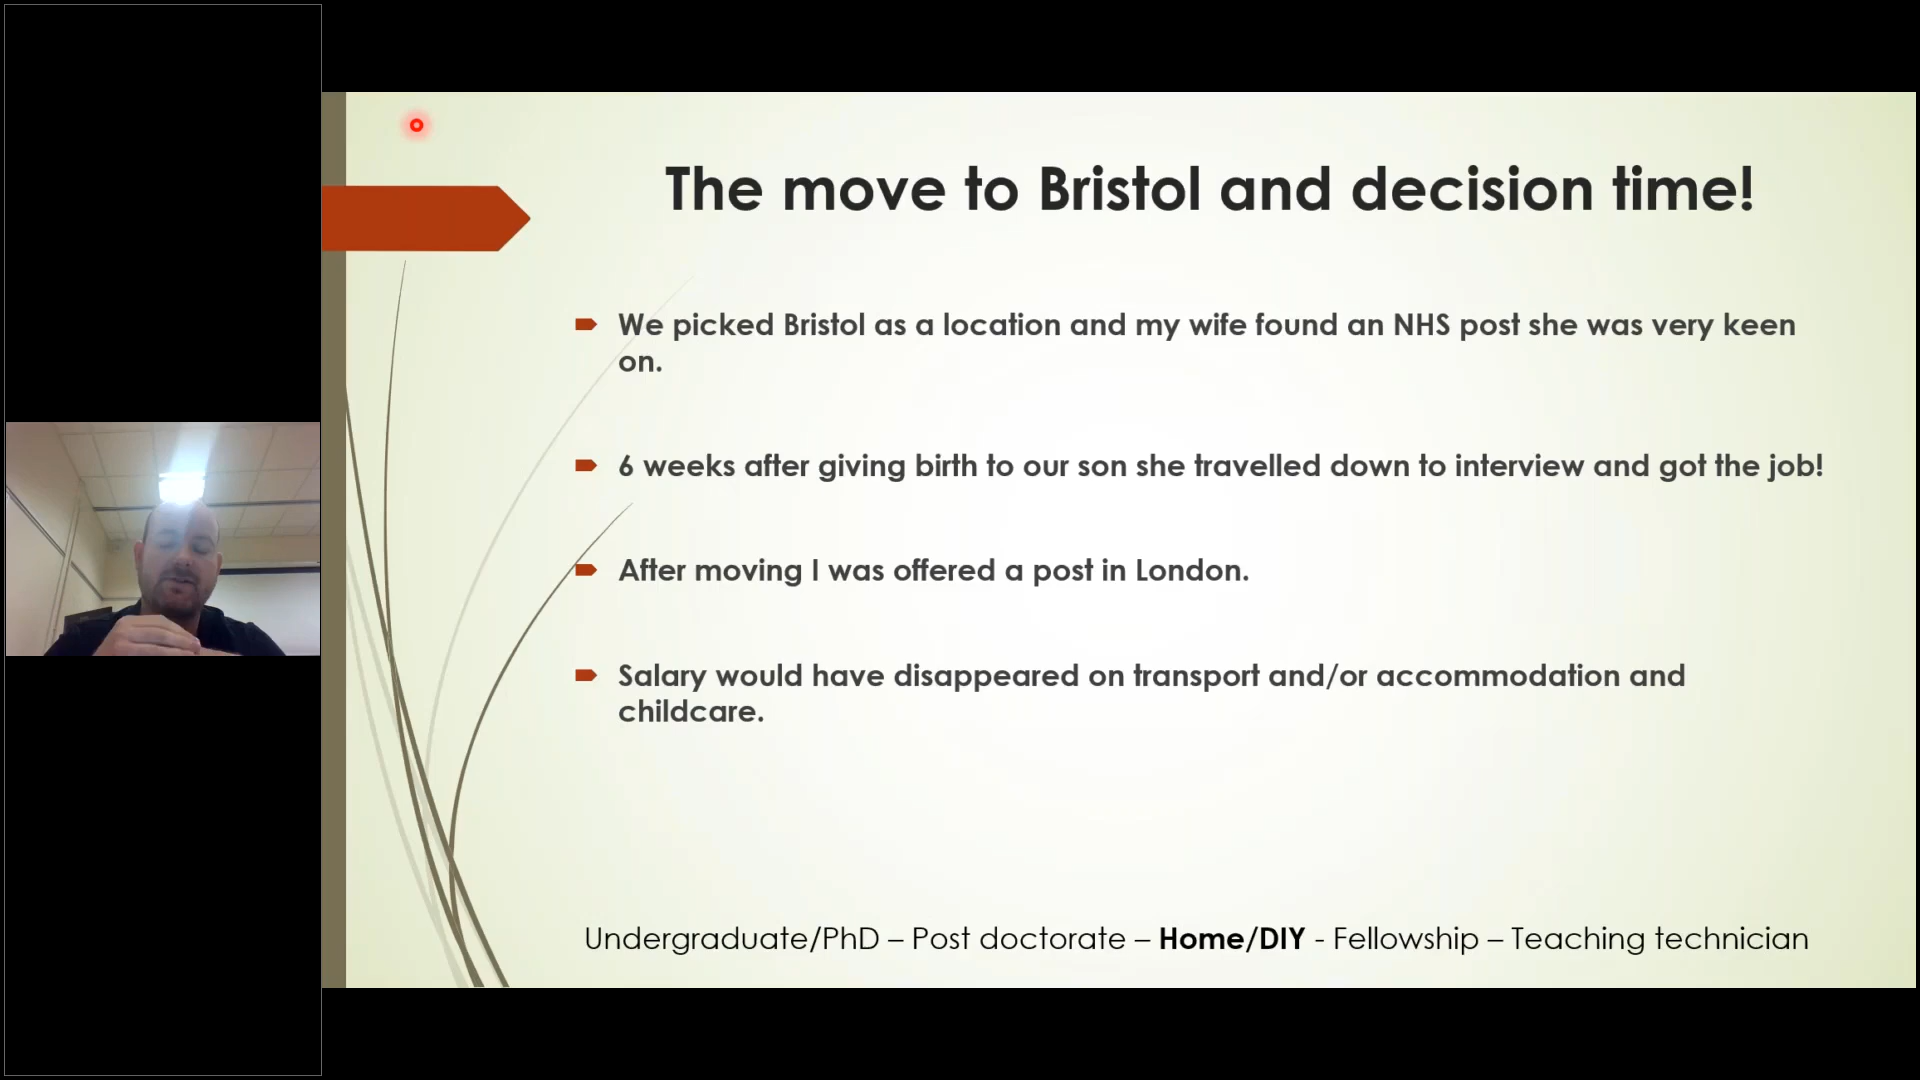 The move to Bristol and decision time!
We picked Bristol as a location and my wife found an NHS post she was very keen
on.
6 weeks after giving birth to our son she travelled down to interview and got the job!
After moving I was offered a post in London.
Salary would have disappeared on transport and/or accommodation and
childcare.
Undergraduate/PhD – Post doctorate – Home/DIY - Fellowship – Teaching technician